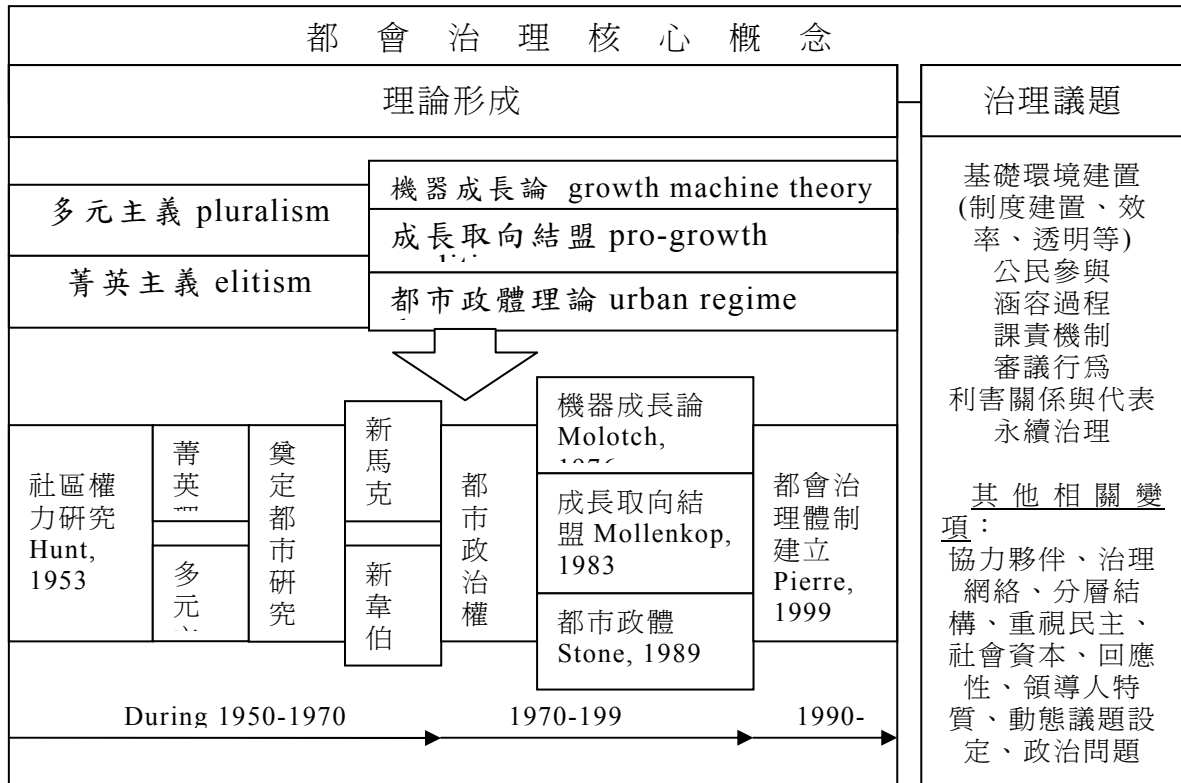 都會治理核心概念
理論形成
多元主義 pluralism
菁英主義 elitism
機器成長論 growth machine theory
成長取向結盟 pro-growth
都市政體理論 urban regime
社區權
力研究
Hunt,
1953
菁
英
多
元
奠
定
都
市
研
究
新
馬
克
新
韋
伯
都
市
政
治
權
機器成長論
Molotch,
成長取向結
盟 Mollenkop,
1983
都市政體
Stone, 1989
都會治
理體制
建立
Pierre,
1999
During 1950-1970
1970-199
1990-
治理議題
基礎環境建置
(制度建置、效
率、透明等)
公民參與
涵容過程
課責機制
審議行為
利害關係與代表
永續治理
其他相關變
項：
協力夥伴、治理
網絡、分層結
構、重視民主、
社會資本、回應
性、領導人特
質、動態議題設
定、政治問題